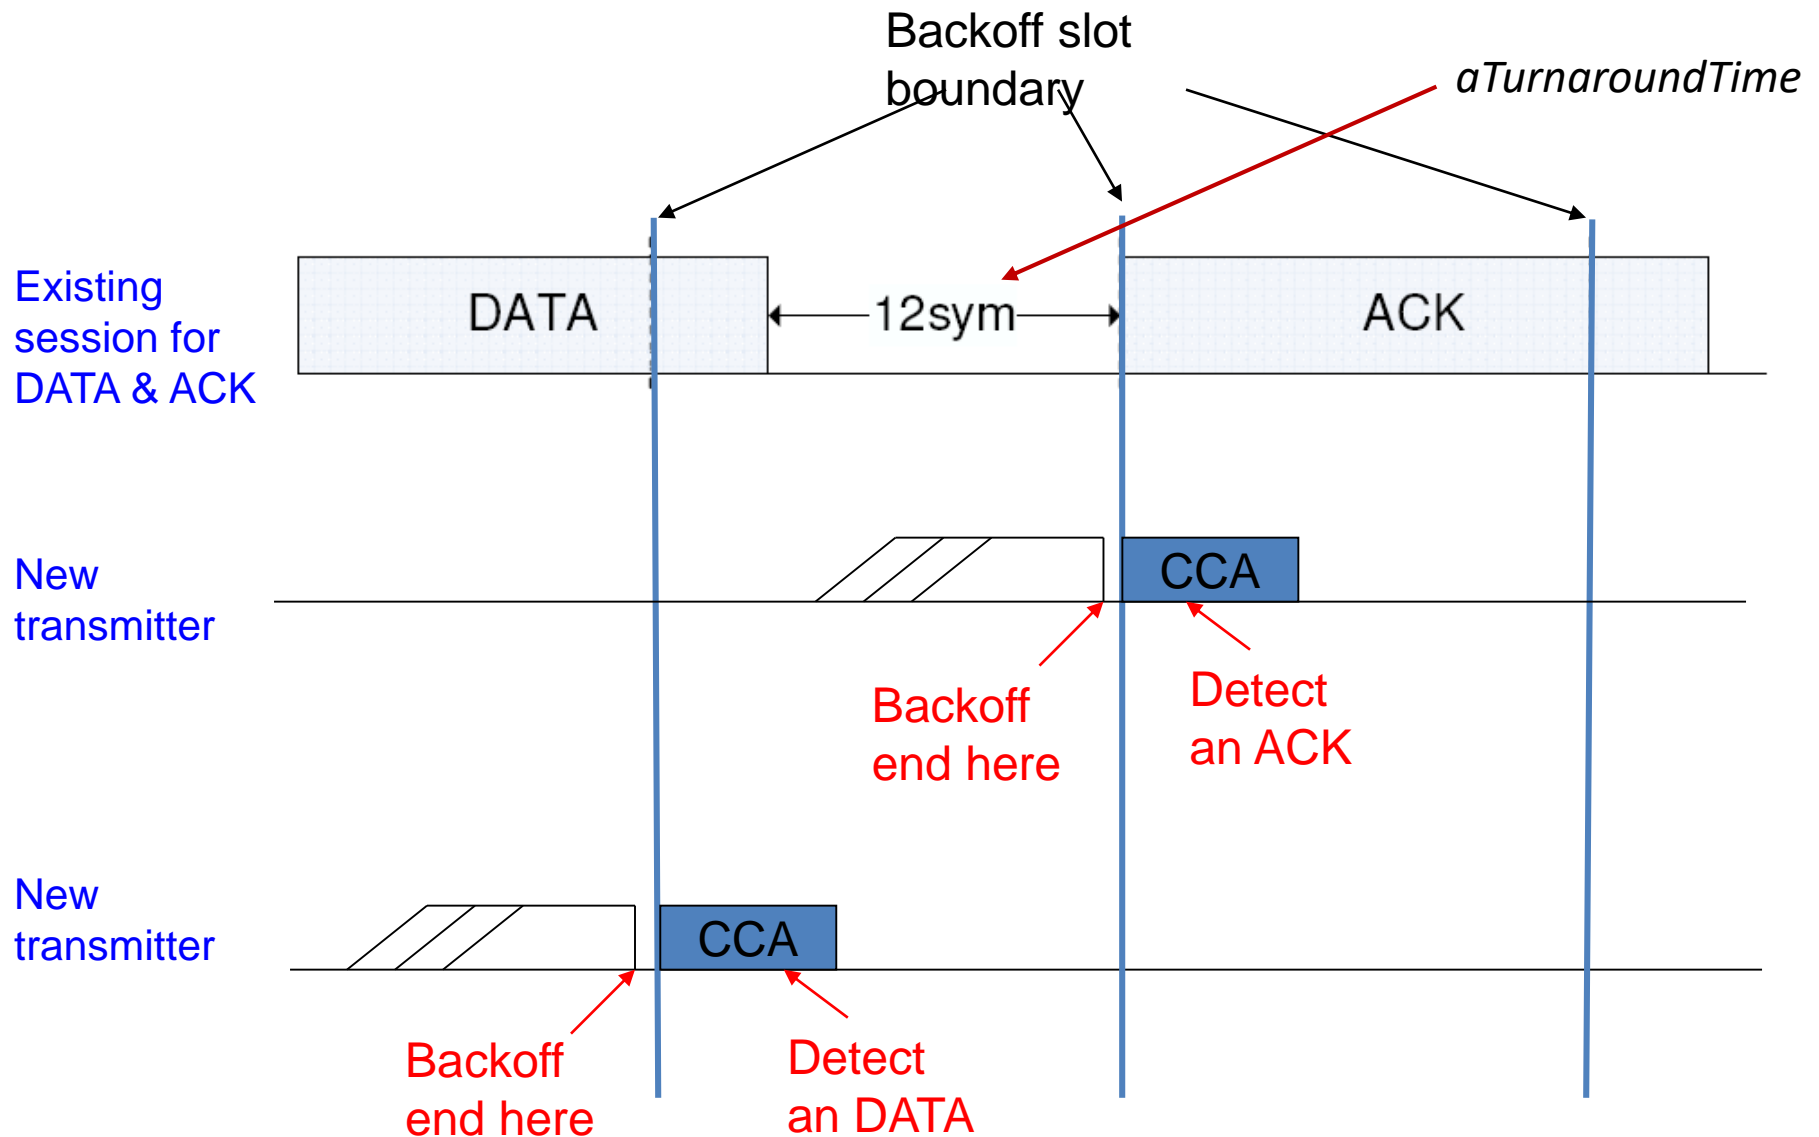 Backoff slot
boundary
aTurnaroundTime
Existing
session for
DATA & ACK
DATA
12sym
ACK
New
transmitter
CCA
Backoff
end here
Detect
an ACK
New
transmitter
CCA
Backoff
end here
Detect
an DATA